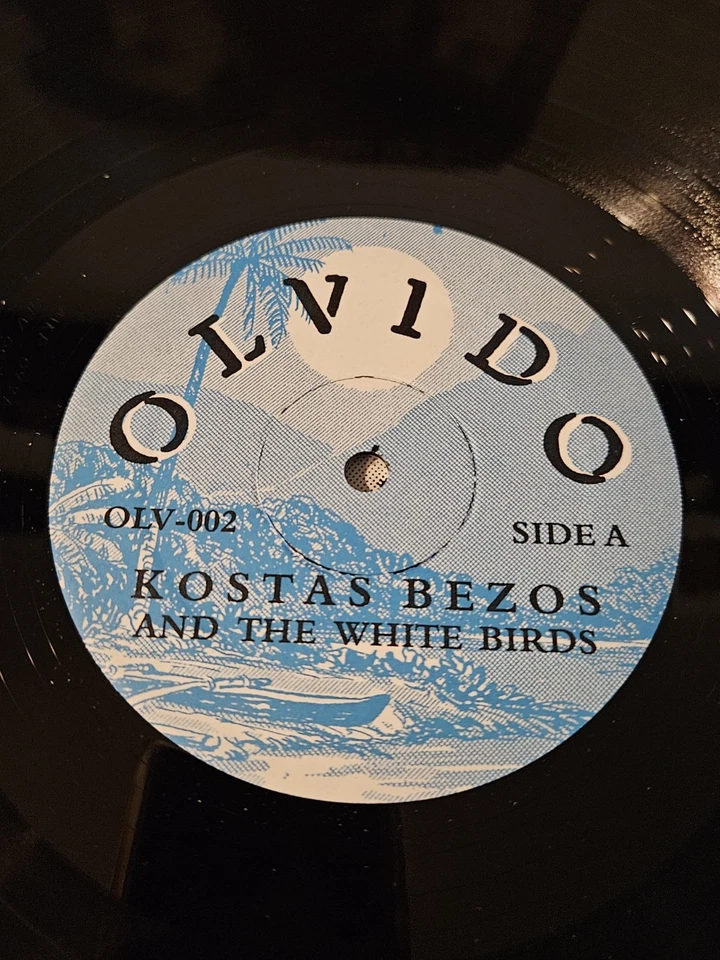 OLVIDO
OLV-002
SIDE A
KOSTAS BEZOS
AND THE WHITE BIRDS